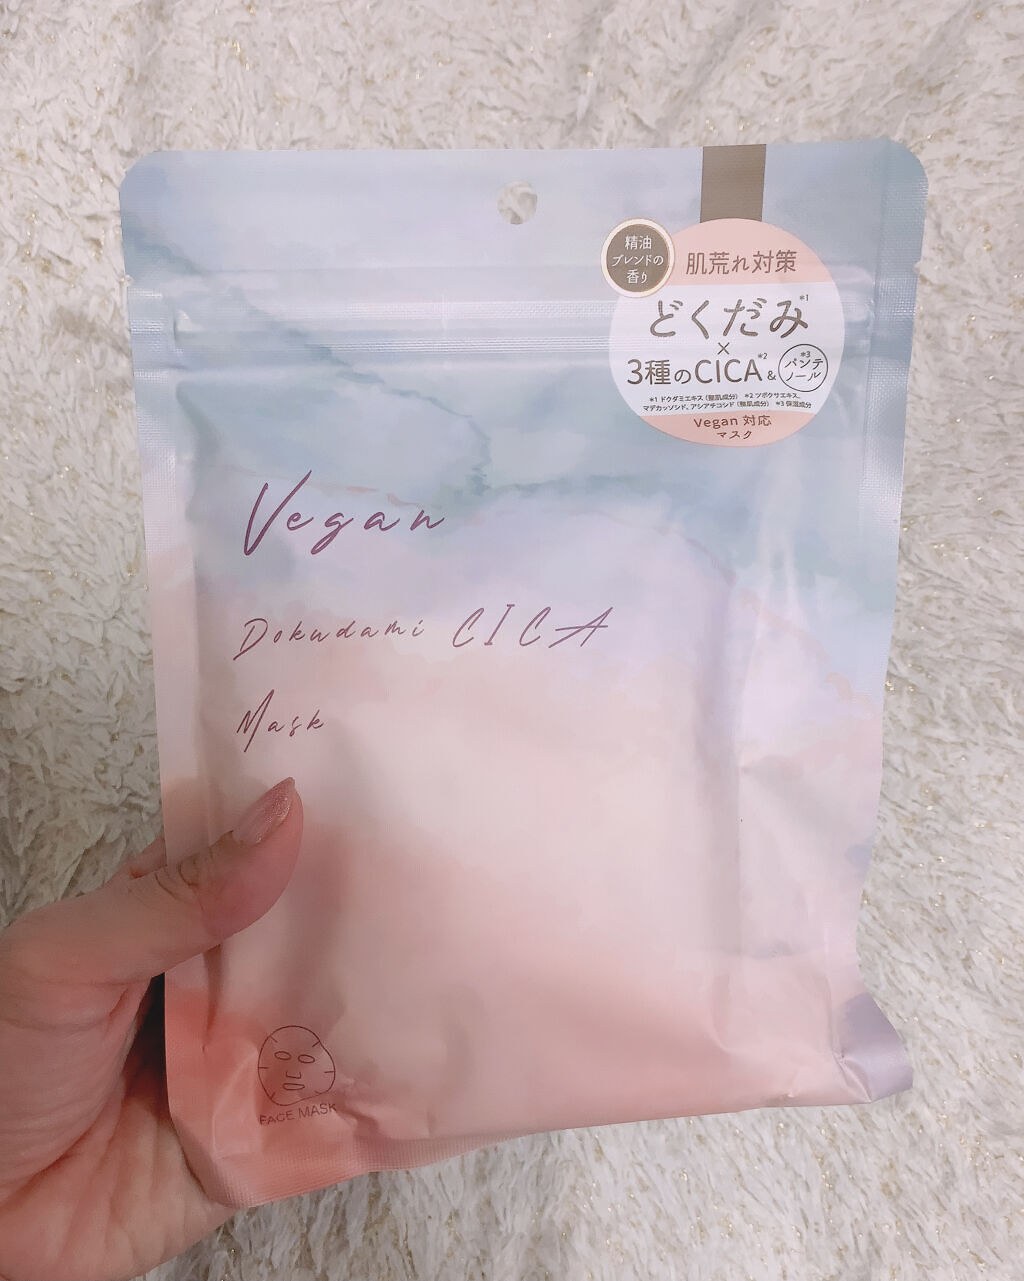 精油
ブレンドの
香り
肌荒れ対策
どくだみ*1
×
3種のCICA*2 & パンテノール*3
*1 ドクダミエキス（整肌成分） *2 ツボクサエキス、
マデカッソシド、アシアチコシド（整肌成分） *3 保湿成分
Vegan 対応
マスク
Vegan
Dokudami CICA
Mask
FACE MASK